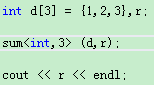 int d[3] = {1,2,3},r;
sum<int,3> (d,r);
cout << r << endl;